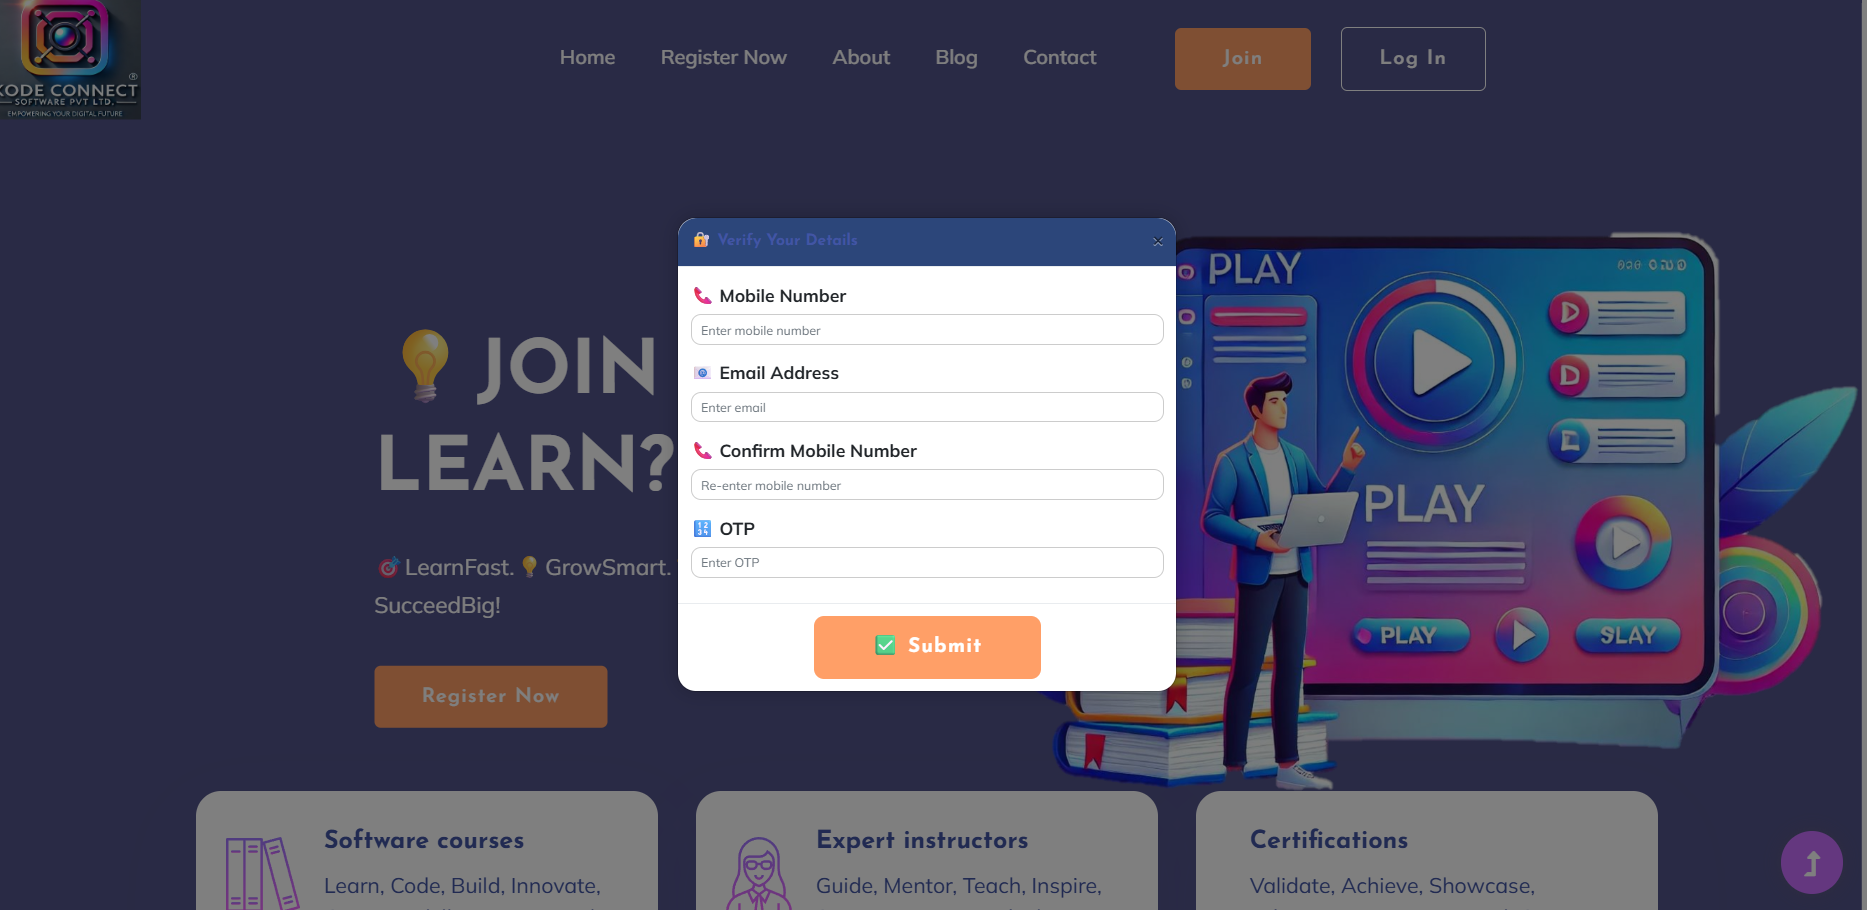 KODE CONNECT
®
SOFTWARE PVT LTD.
EMPOWERING YOUR DIGITAL FUTURE
Home
Register Now
About
Blog
Contact
Join
Log In
Verify Your Details
×
Mobile Number
Enter mobile number
Email Address
Enter email
Confirm Mobile Number
Re-enter mobile number
1234 OTP
Enter OTP
Submit
JOIN
LEARN?
LearnFast. GrowSmart.
SucceedBig!
Register Now
PLAY
D
D
PLAY
PLAY
SLAY
Software courses
Learn, Code, Build, Innovate,
Expert instructors
Guide, Mentor, Teach, Inspire,
Certifications
Validate, Achieve, Showcase,